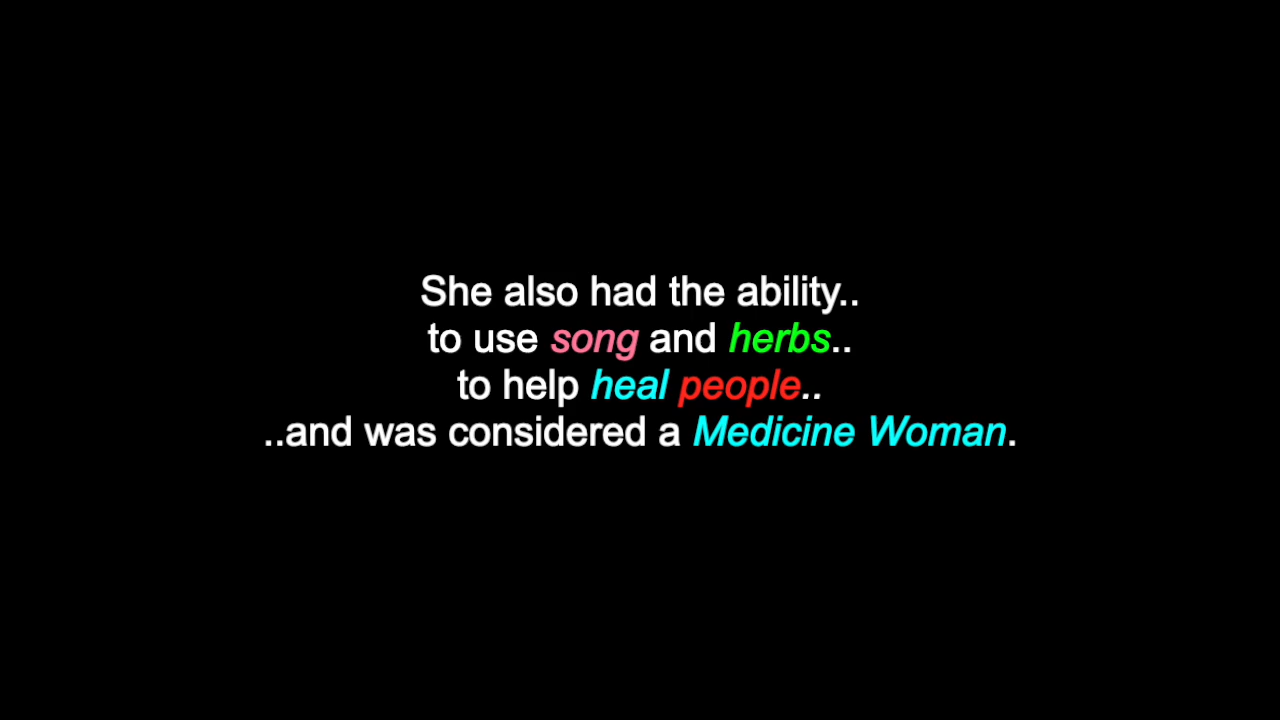 She also had the ability..
to use song and herbs..
to help heal people..
..and was considered a Medicine Woman.